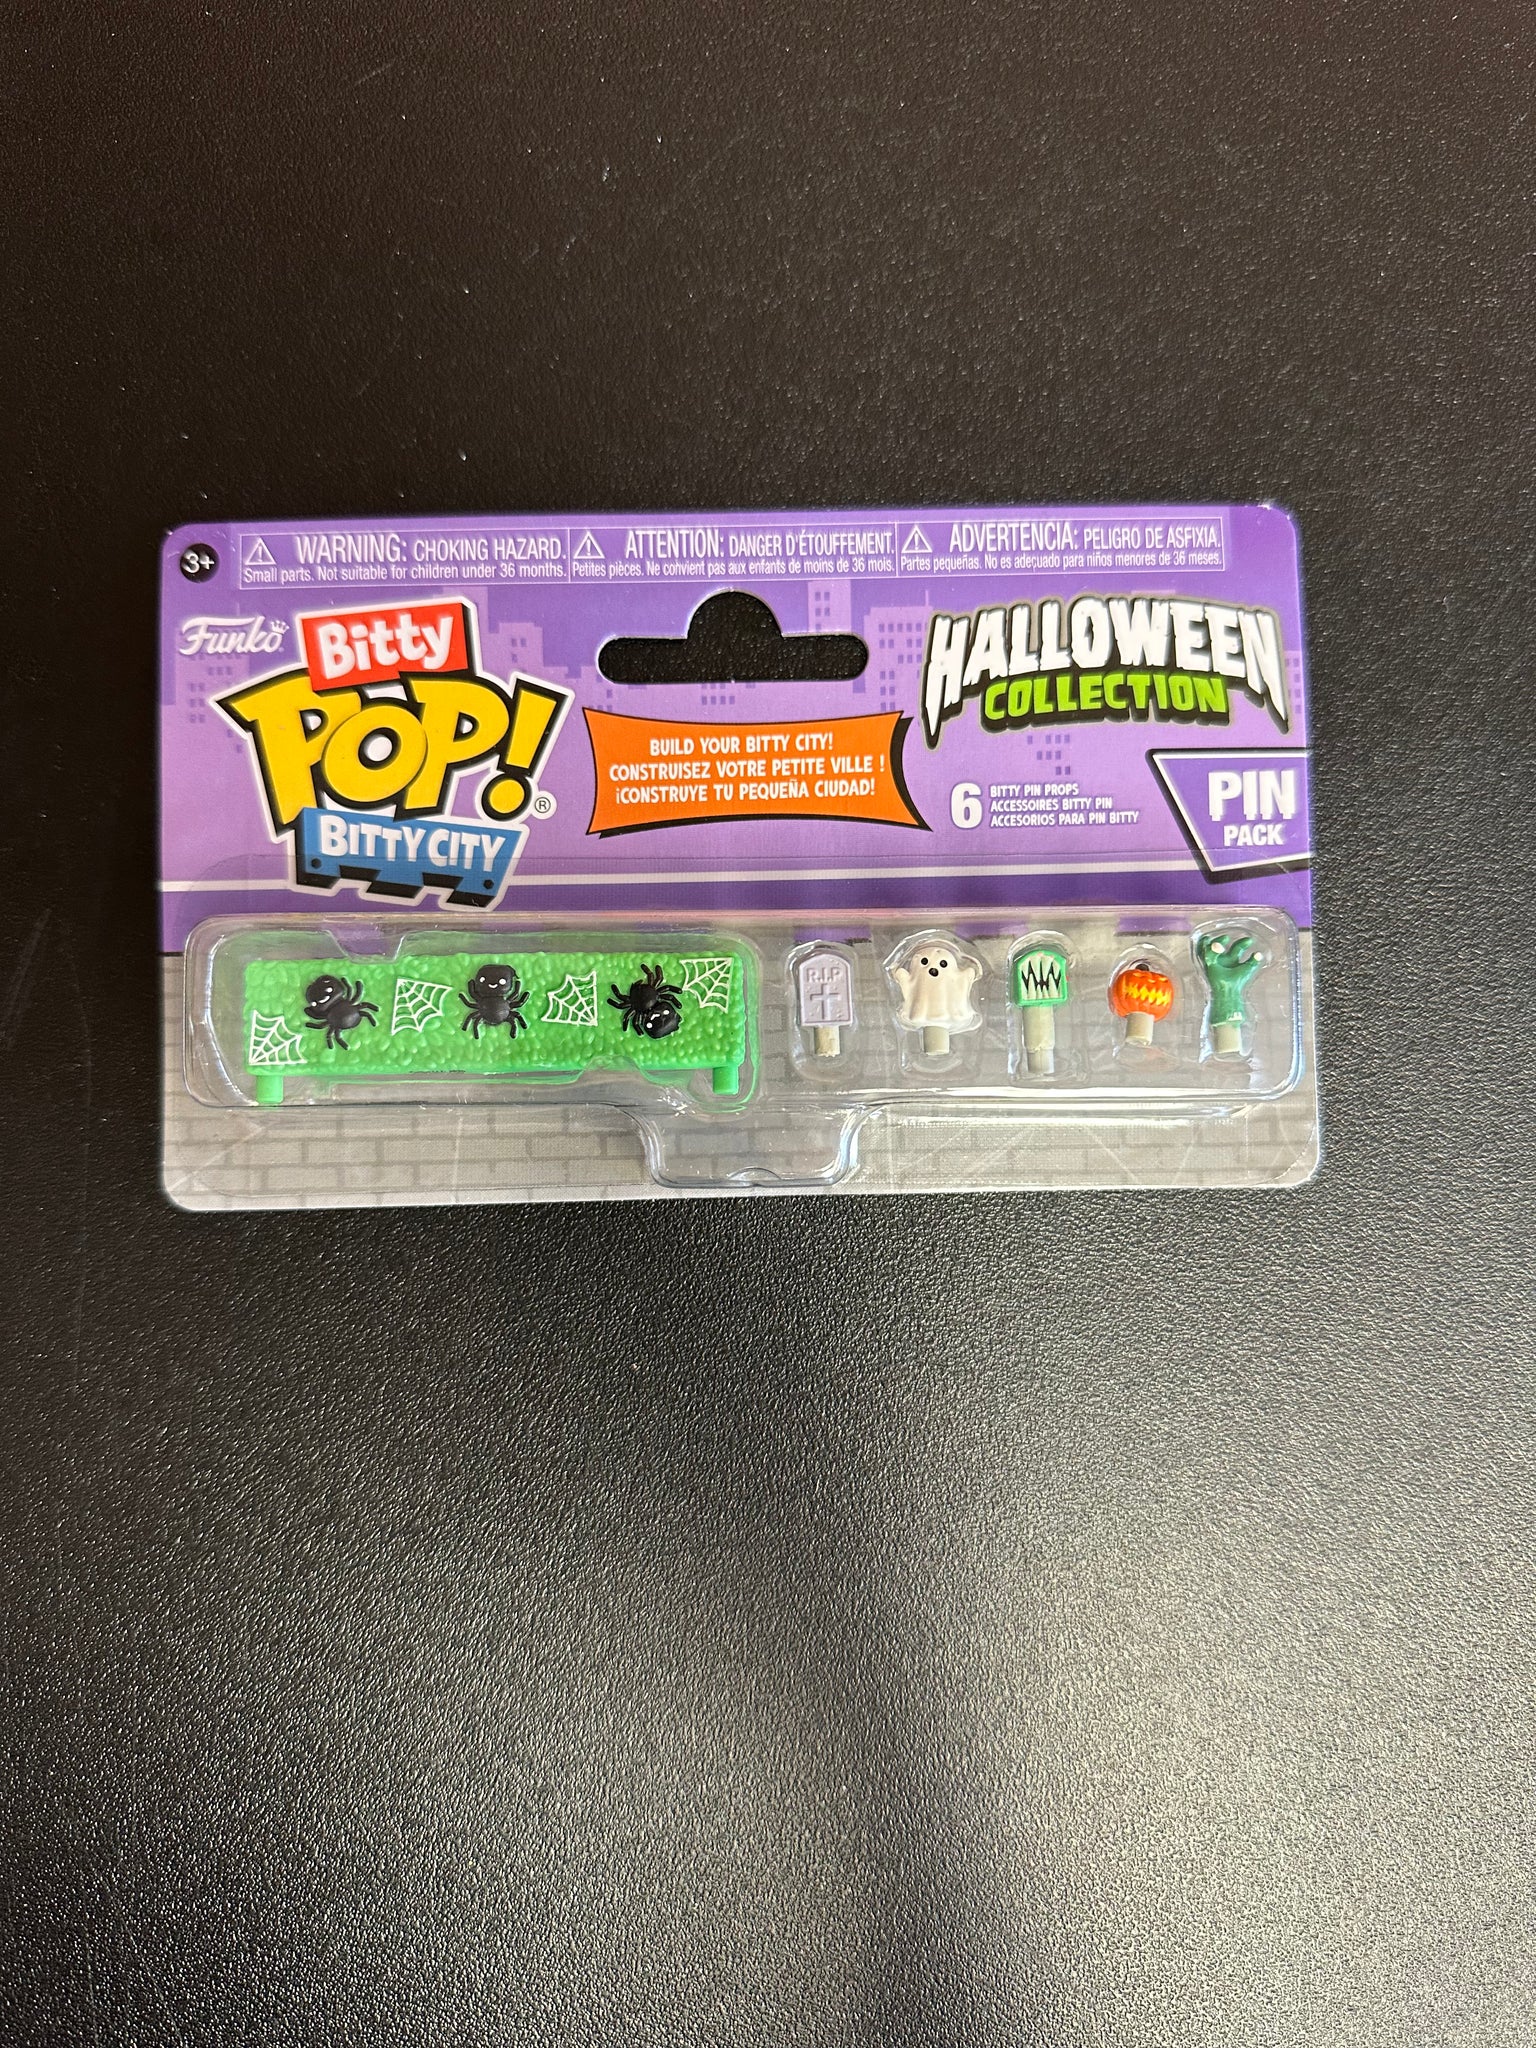 3+
WARNING: CHOKING HAZARD.
Small parts. Not suitable for children under 36 months.
ATTENTION: DANGER D'ÉTOUFFEMENT.
Petites pièces. Ne convient pas aux enfants de moins de 36 mois.
ADVERTENCIA: PELIGRO DE ASFIXIA.
Partes pequeñas. No es adecuado para niños menores de 36 meses.
Funko
Bitty
POP!®
BITTY CITY
BUILD YOUR BITTY CITY!
CONSTRUISEZ VOTRE PETITE VILLE !
¡CONSTRUYE TU PEQUEÑA CIUDAD!
HALLOWEEN
COLLECTION
6 BITTY PIN PROPS
ACCESSOIRES BITTY PIN
ACCESORIOS PARA PIN BITTY
PIN
PACK
R.I.P